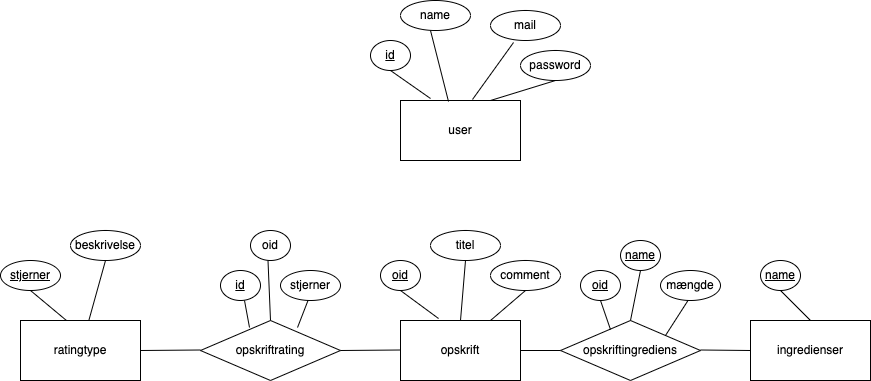 name
mail
id
password
user
oid
name
beskrivelse
titel
stjerner
id
stjerner
oid
comment
oid
mængde
name
ratingtype
opskriftrating
opskrift
opskriftingrediens
ingredienser